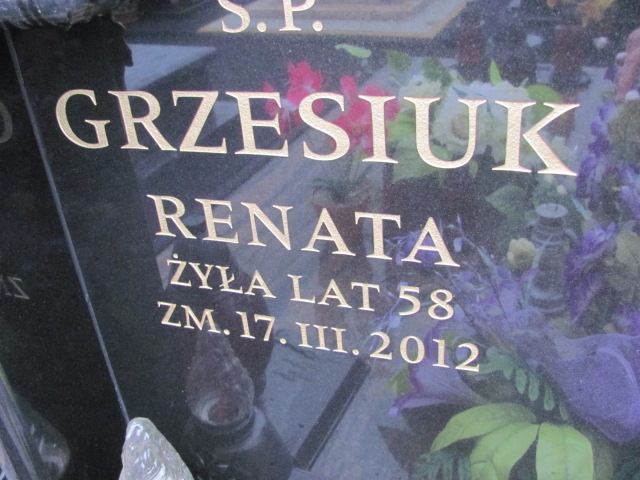 Ś.P.
GRZESIUK
RENATA
ŻYŁA LAT 58
ZM. 17. III. 2012